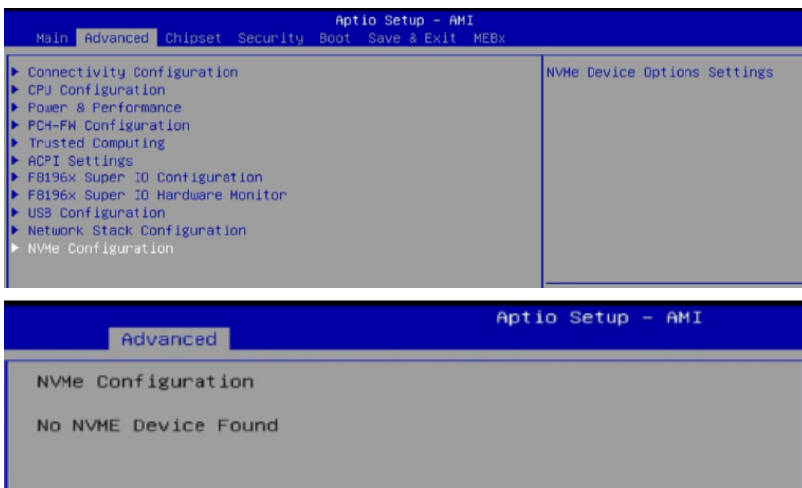 Aptio Setup – AMI
Main Advanced Chipset Security Boot Save & Exit MEBx
Connectivity Configuration
CPU Configuration
Power & Performance
PCH-FW Configuration
Trusted Computing
ACPI Settings
F8196x Super IO Configuration
F8196x Super IO Hardware Monitor
USB Configuration
Network Stack Configuration
NVMe Configuration
NVMe Device Options Settings
Aptio Setup – AMI
Advanced
NVMe Configuration
No NVME Device Found